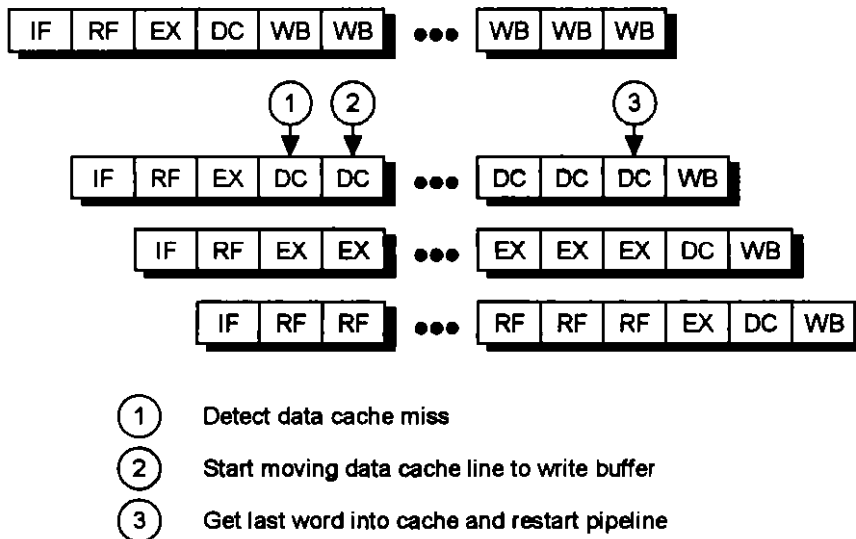 IF RF EX DC WB WB ••• WB WB WB
1 2 3
IF RF EX DC DC ••• DC DC DC WB
IF RF EX EX ••• EX EX EX DC WB
IF RF RF ••• RF RF RF EX DC WB
1 Detect data cache miss
2 Start moving data cache line to write buffer
3 Get last word into cache and restart pipeline